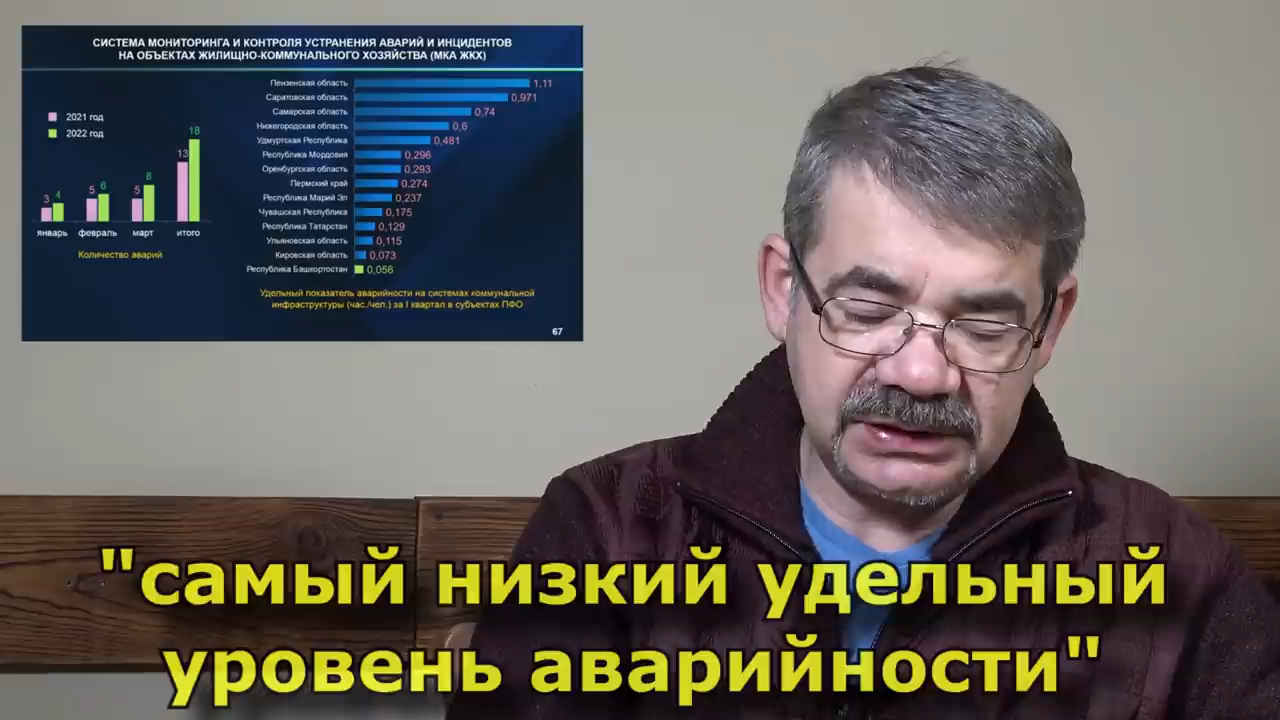 СИСТЕМА МОНИТОРИНГА И КОНТРОЛЯ УСТРАНЕНИЯ АВАРИЙ И ИНЦИДЕНТОВ
НА ОБЪЕКТАХ ЖИЛИЩНО-КОММУНАЛЬНОГО ХОЗЯЙСТВА (МКА ЖКХ)
2021 год
2022 год
3 4 5 6 5 8 13 18
январь февраль март итого
Количество аварий
Пензенская область 1,11
Саратовская область 0,971
Самарская область 0,74
Нижегородская область 0,6
Удмуртская Республика 0,481
Республика Мордовия 0,296
Оренбургская область 0,293
Пермский край 0,274
Республика Марий Эл 0,237
Чувашская Республика 0,175
Республика Татарстан 0,129
Ульяновская область 0,115
Кировская область 0,073
Республика Башкортостан 0,056
Удельный показатель аварийности на системах коммунальной
инфраструктуры (час./чел.) за I квартал в субъектах ПФО
67
"самый низкий удельный
уровень аварийности"